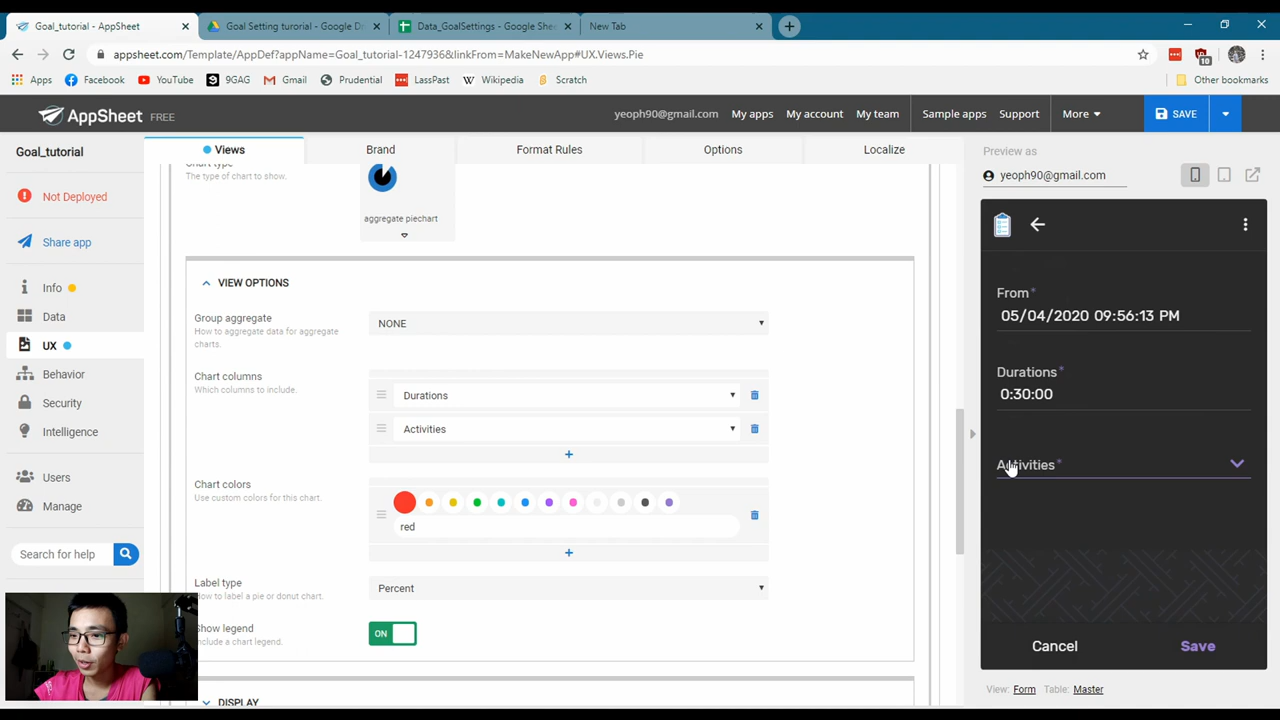 Goal_tutorial - AppSheet
Goal Setting turorial - Google Dri
Data_GoalSettings - Google Shee
New Tab
appsheet.com/Template/AppDef?appName=Goal_tutorial-1247936&linkFrom=MakeNewApp#UX.Views.Pie
10
Apps
Facebook
YouTube
9GAG
Gmail
Prudential
LassPast
Wikipedia
Scratch
Other bookmarks
AppSheet FREE
yeoph90@gmail.com
My apps
My account
My team
Sample apps
Support
More
SAVE
Goal_tutorial
Views
Brand
Format Rules
Options
Localize
Preview as
yeoph90@gmail.com
Not Deployed
Share app
Info
Data
UX
Behavior
Security
Intelligence
Users
Manage
Search for help
Chart type
The type of chart to show.
aggregate piechart
VIEW OPTIONS
Group aggregate
How to aggregate data for aggregate
charts.
NONE
Chart columns
Which columns to include.
Durations
Activities
+
Chart colors
Use custom colors for this chart.
red
+
Label type
How to label a pie or donut chart.
Percent
Show legend
Include a chart legend.
ON
DISPLAY
From*
05/04/2020 09:56:13 PM
Durations*
0:30:00
Activities*
Cancel
Save
View: Form Table: Master